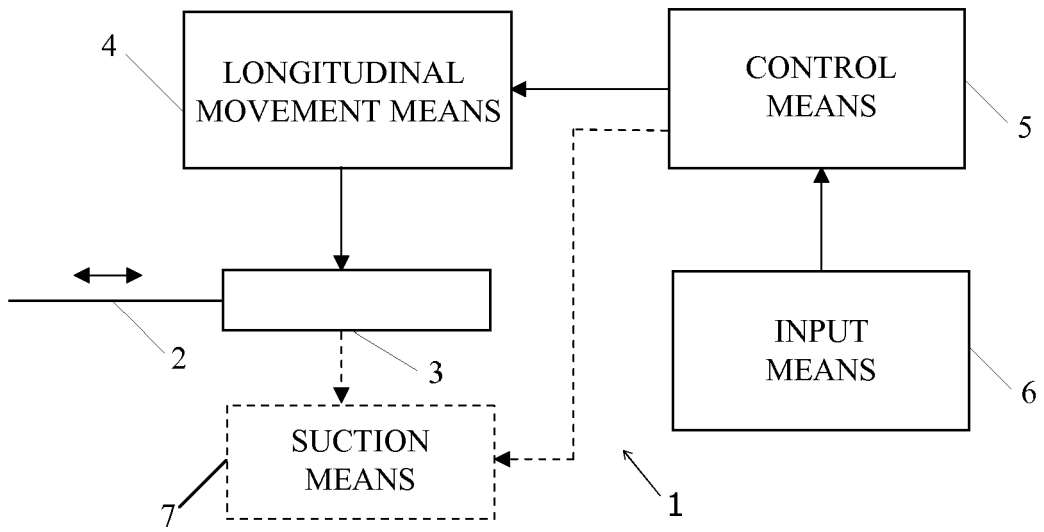 4
LONGITUDINAL
MOVEMENT MEANS
CONTROL
MEANS
5
2
3
INPUT
MEANS
6
SUCTION
MEANS
7
1